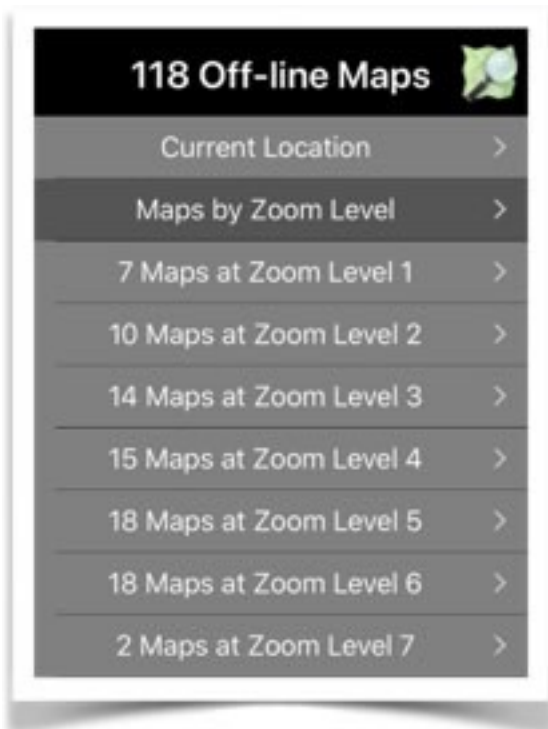 118 Off-line Maps
Current Location
Maps by Zoom Level
7 Maps at Zoom Level 1
10 Maps at Zoom Level 2
14 Maps at Zoom Level 3
15 Maps at Zoom Level 4
18 Maps at Zoom Level 5
18 Maps at Zoom Level 6
2 Maps at Zoom Level 7